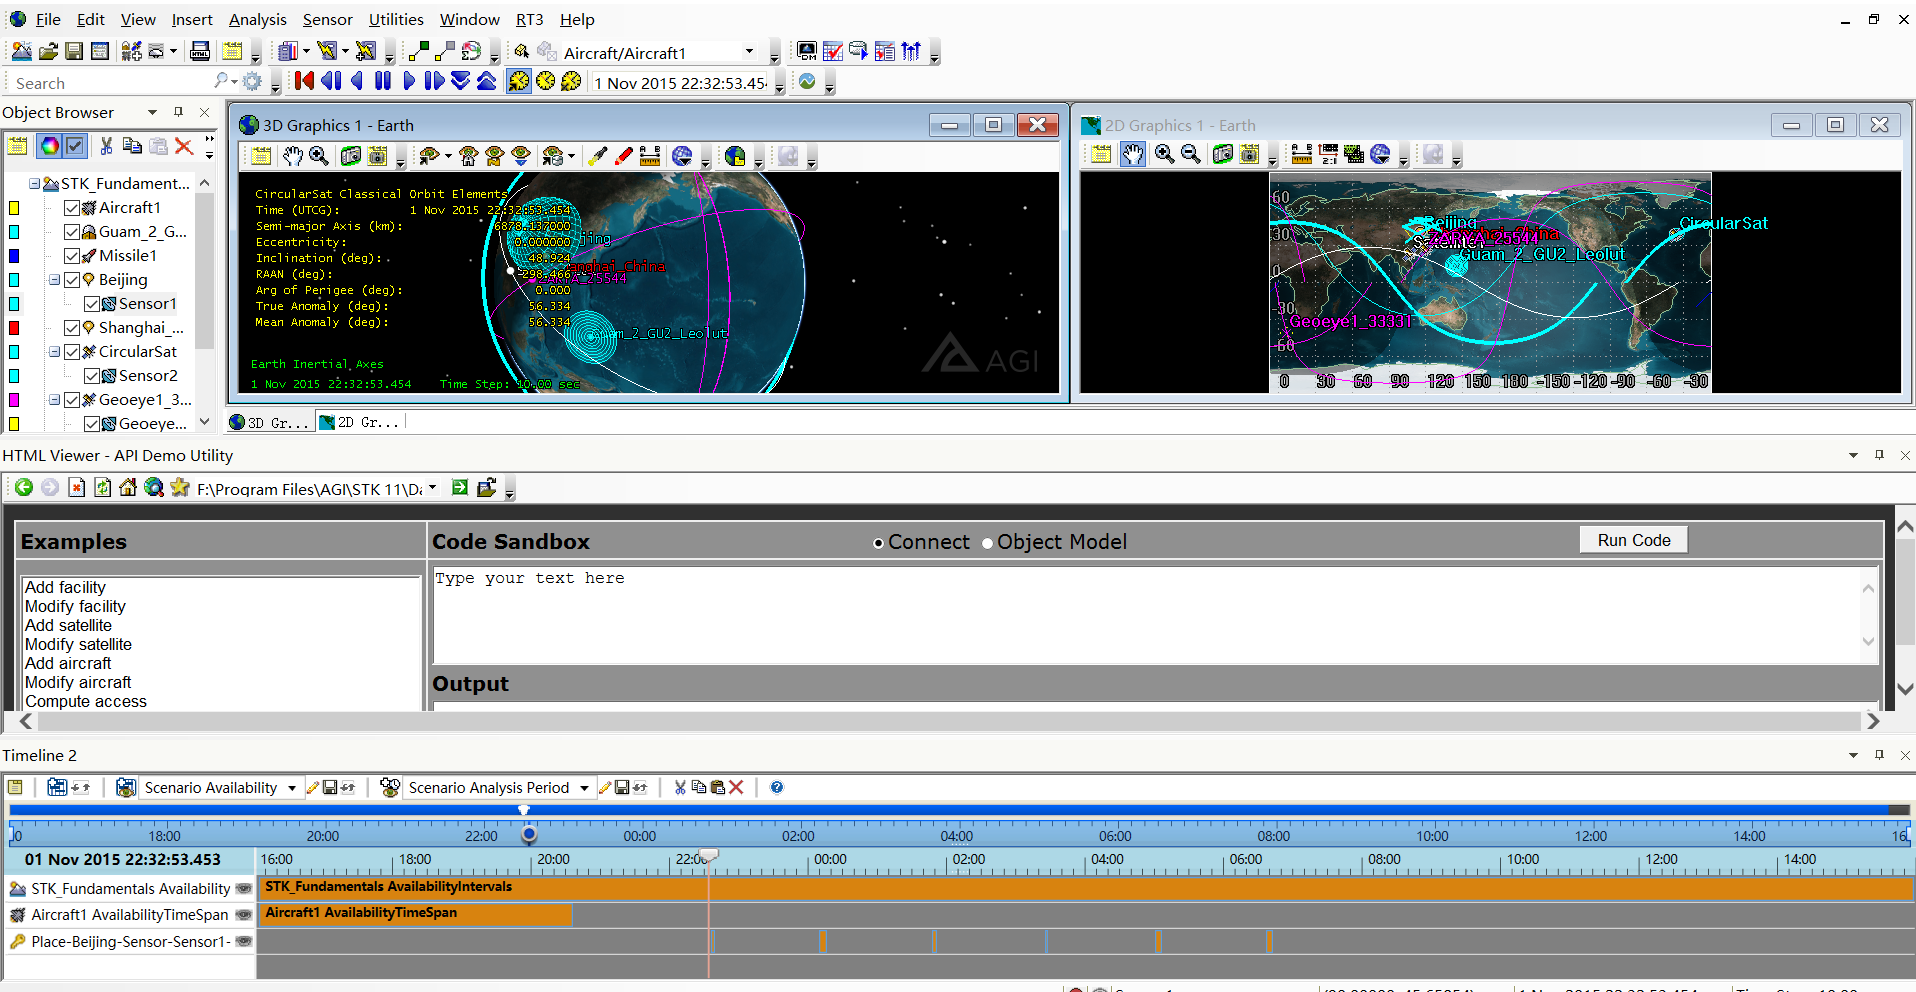 File Edit View Insert Analysis Sensor Utilities Window RT3 Help
Aircraft/Aircraft1
Search
1 Nov 2015 22:32:53.454
Object Browser
STK_Fundament...
Aircraft1
Guam_2_G...
Missile1
Beijing
Sensor1
Shanghai_...
CircularSat
Sensor2
Geoeye1_3...
Geoeye...
3D Graphics 1 - Earth
CircularSat Classical Orbit Elements
Time (UTCG): 1 Nov 2015 22:32:53.454
Semi-major Axis (km): 6878.137000
Eccentricity: 0.000000
Inclination (deg): 48.924
RAAN (deg): -298.466
Arg of Perigee (deg): 0.000
True Anomaly (deg): 56.334
Mean Anomaly (deg): 56.334
Earth Inertial Axes
1 Nov 2015 22:32:53.454 Time Step: 10.00 sec
AGI
2D Graphics 1 - Earth
Beijing
CircularSat
ZARYA_25544
Guam_2_GU2_Leolut
Geoeye1_33331
60
30
0
-30
-60
0 30 60 90 120 150 180 -150 -120 -90 -60 -30
3D Gr...
2D Gr...
HTML Viewer - API Demo Utility
F:\Program Files\AGI\STK 11\Da
Examples
Add facility
Modify facility
Add satellite
Modify satellite
Add aircraft
Modify aircraft
Compute access
Code Sandbox
Connect
Object Model
Run Code
Type your text here
Output
Timeline 2
Scenario Availability
Scenario Analysis Period
18:00 20:00 22:00 00:00 02:00 04:00 06:00 08:00 10:00 12:00 14:00 16
01 Nov 2015 22:32:53.453
16:00 18:00 20:00 22:00 00:00 02:00 04:00 06:00 08:00 10:00 12:00 14:00
STK_Fundamentals Availability
STK_Fundamentals AvailabilityIntervals
Aircraft1 AvailabilityTimeSpan
Aircraft1 AvailabilityTimeSpan
Place-Beijing-Sensor-Sensor1-